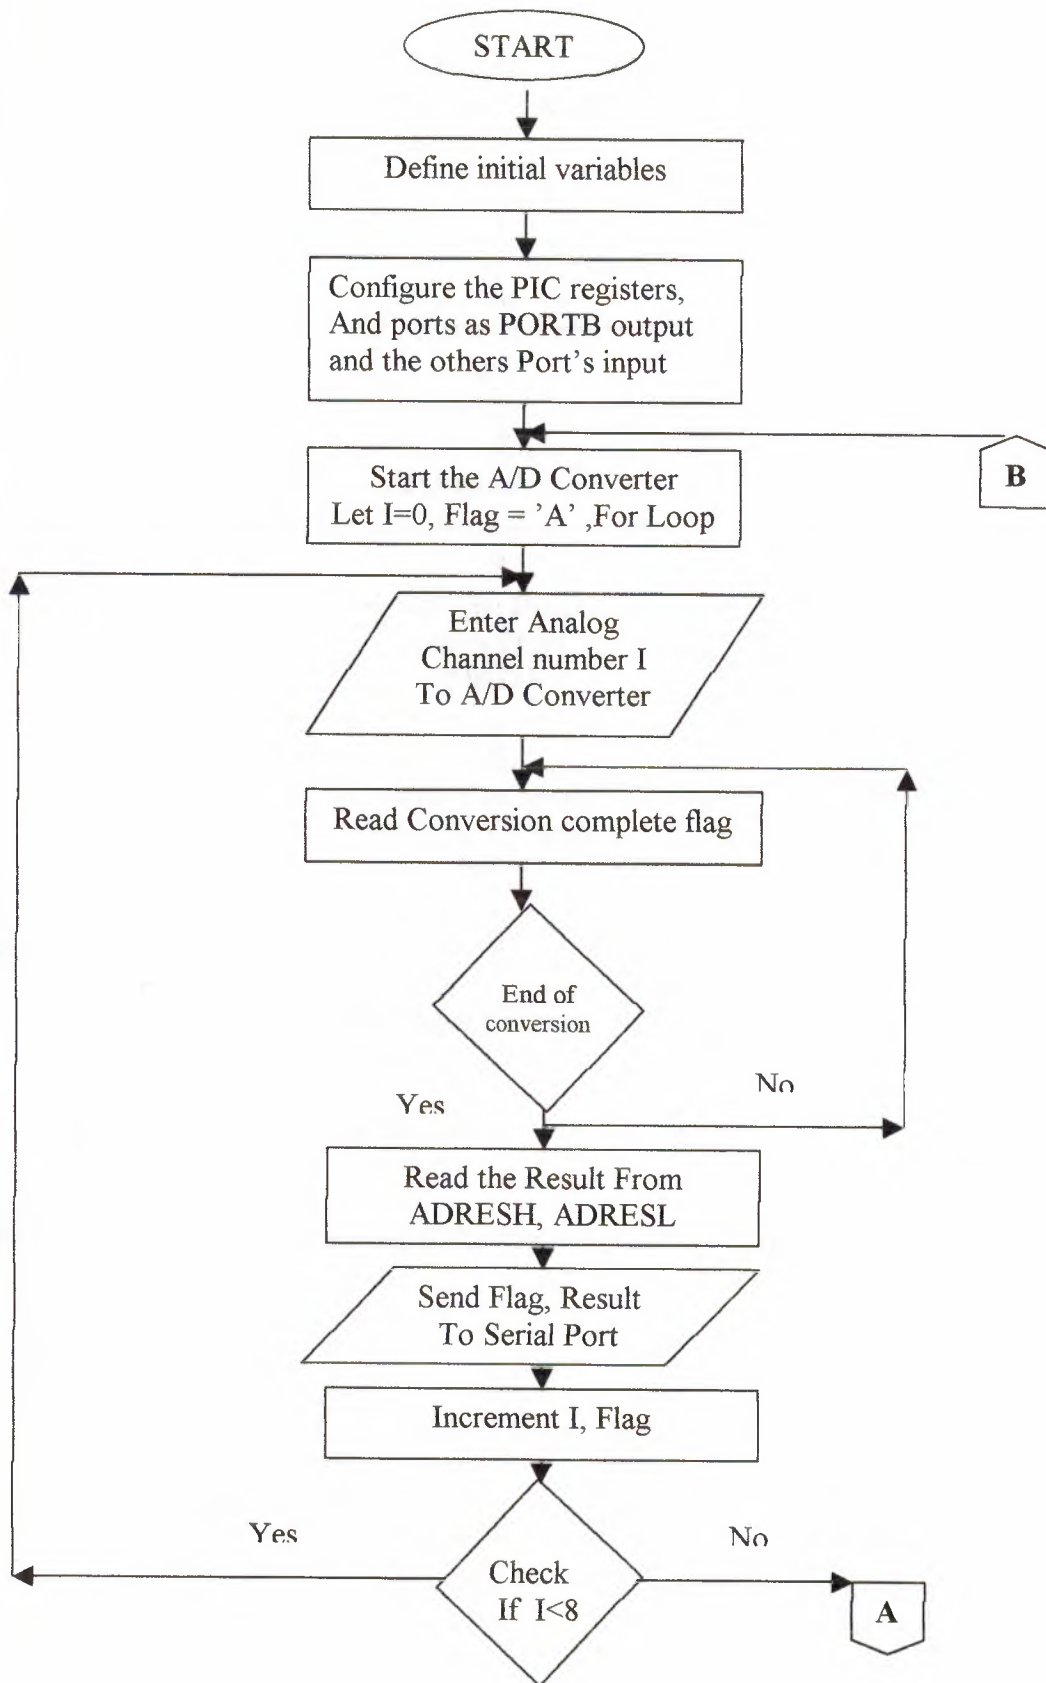 START
Define initial variables
Configure the PIC registers,
And ports as PORTB output
and the others Port's input
B
Start the A/D Converter
Let I=0, Flag = 'A' ,For Loop
Enter Analog
Channel number I
To A/D Converter
Read Conversion complete flag
End of
conversion
Yes
No
Read the Result From
ADRESH, ADRESL
Send Flag, Result
To Serial Port
Increment I, Flag
Yes
No
Check
If I<8
A